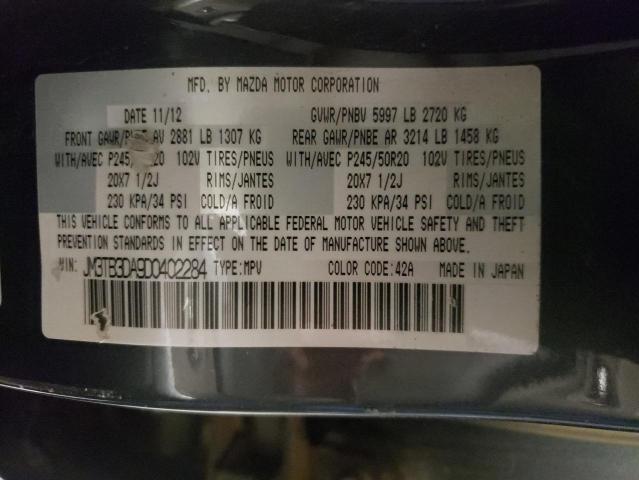 MFD. BY MAZDA MOTOR CORPORATION
DATE 11/12 GVWR/PNBV 5997 LB 2720 KG
FRONT AV 2881 LB 1307 KG REAR GAWR/PNBE AR 3214 LB 1458 KG
WITH/AVEC 102V TIRES/PNEUS WITH/AVEC P245/50R20 102V TIRES/PNEUS
20X7 1/2J RIMS/JANTES 20X7 1/2J RIMS/JANTES
230 KPA/34 PSI COLD/A FROID 230 KPA/34 PSI COLD/A FROID
THIS VEHICLE CONFORMS TO ALL APPLICABLE FEDERAL MOTOR VEHICLE SAFETY AND THEFT
PREVENTION STANDARDS IN EFFECT ON THE DATE OF MANUFACTURE SHOWN ABOVE.
VIN: JM3TB3DA9D0402284 TYPE:MPV COLOR CODE:42A MADE IN JAPAN